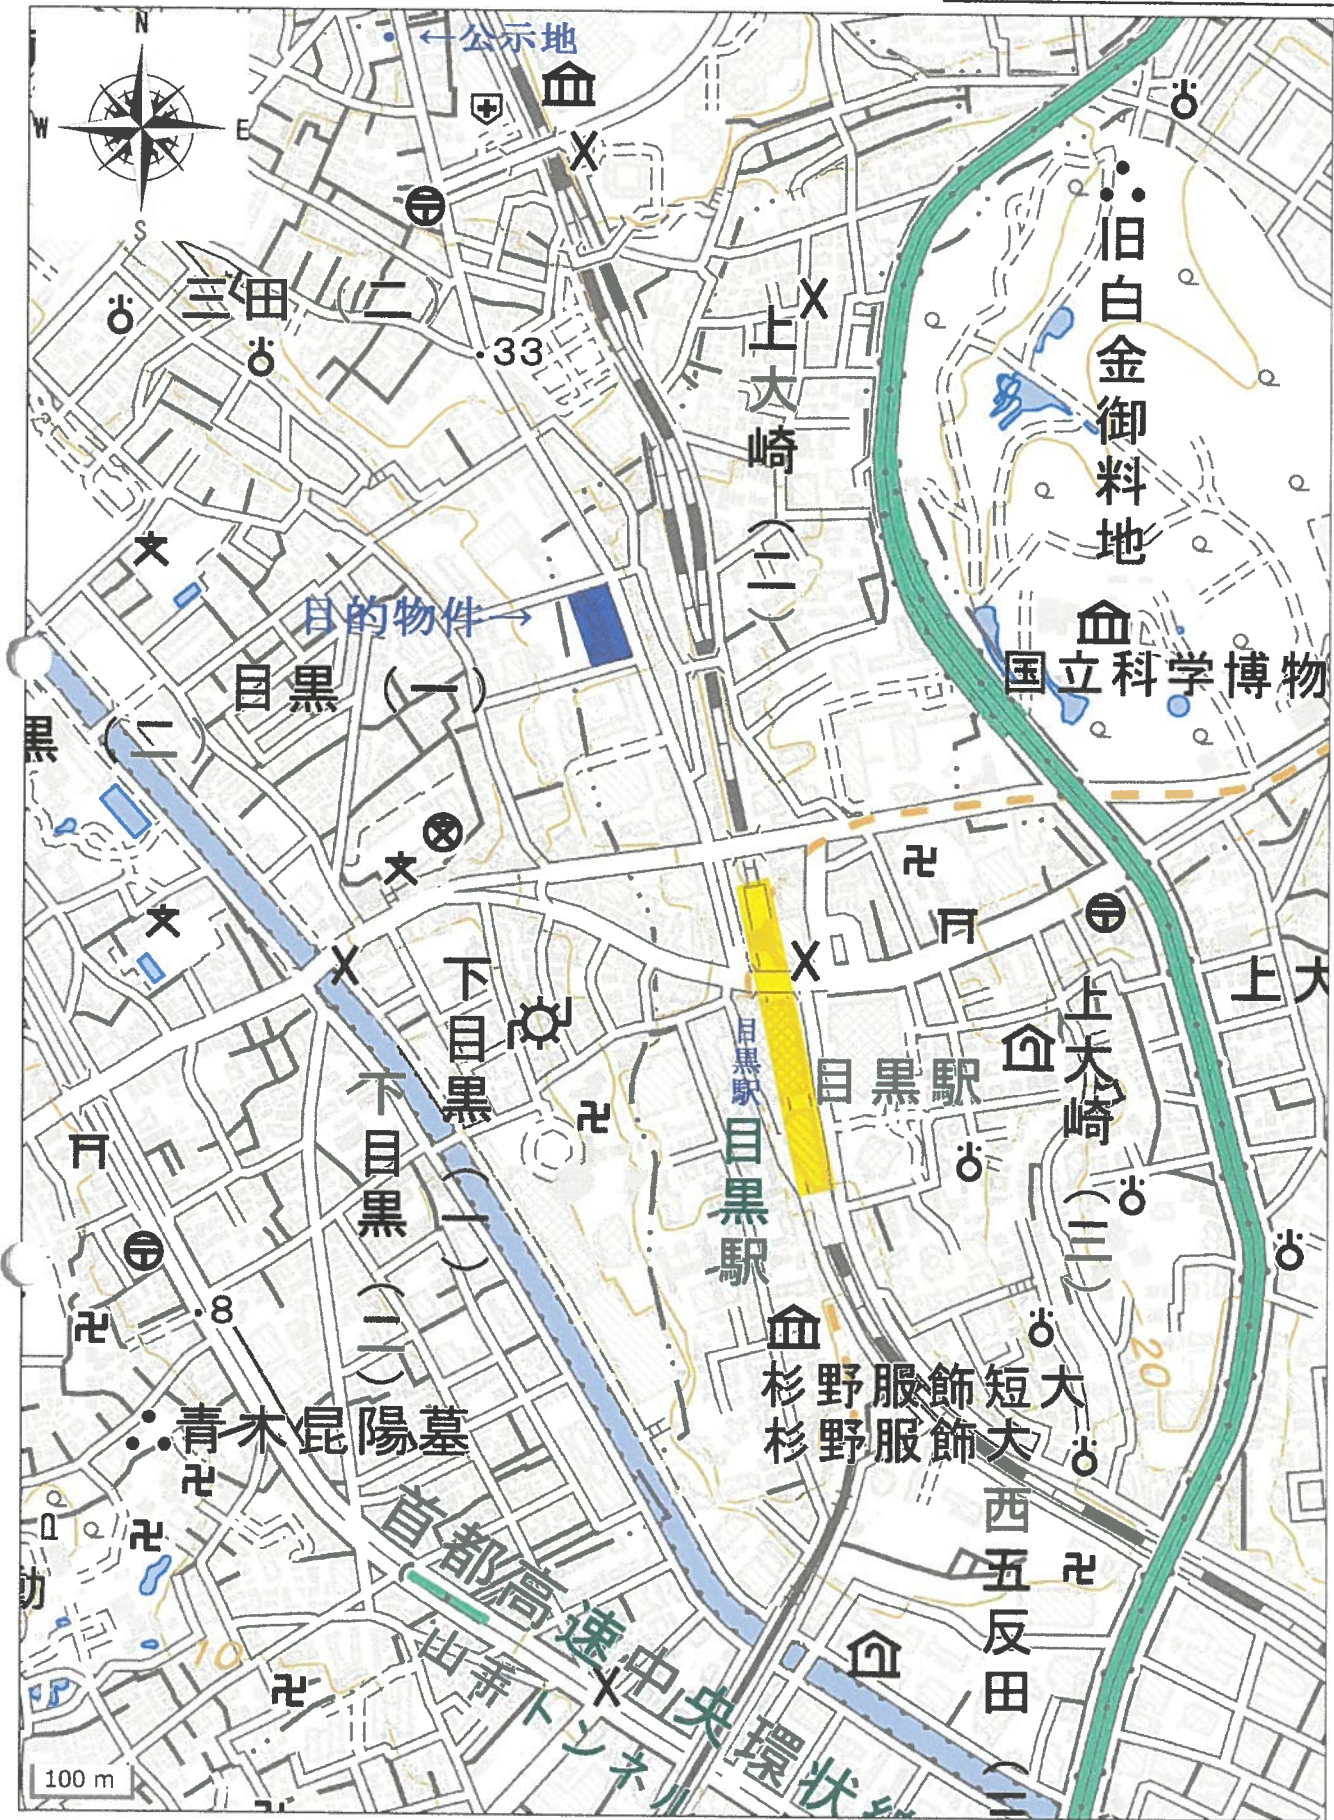 N
W
E
S
←公示地
三田(二)
33
上大崎(二)
旧白金御料地
国立科学博物
目的物件→
目黒(一)
黒
(二)
上大
下目黒(一)
下目黒(二)
目黒駅
目黒駅
目黒駅
上大崎(三)
8
20
杉野服飾短大
杉野服飾大
青木昆陽墓
西五反田(二
動
首都高速中央環状線
山手トンネル
10
100 m